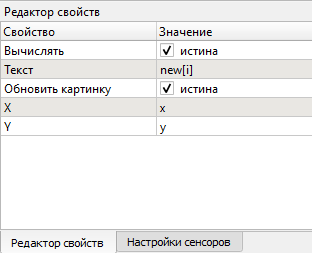 Редактор свойств
Свойство Значение
Вычислять истина
Текст new[i]
Обновить картинку истина
X x
Y y
Редактор свойств Настройки сенсоров